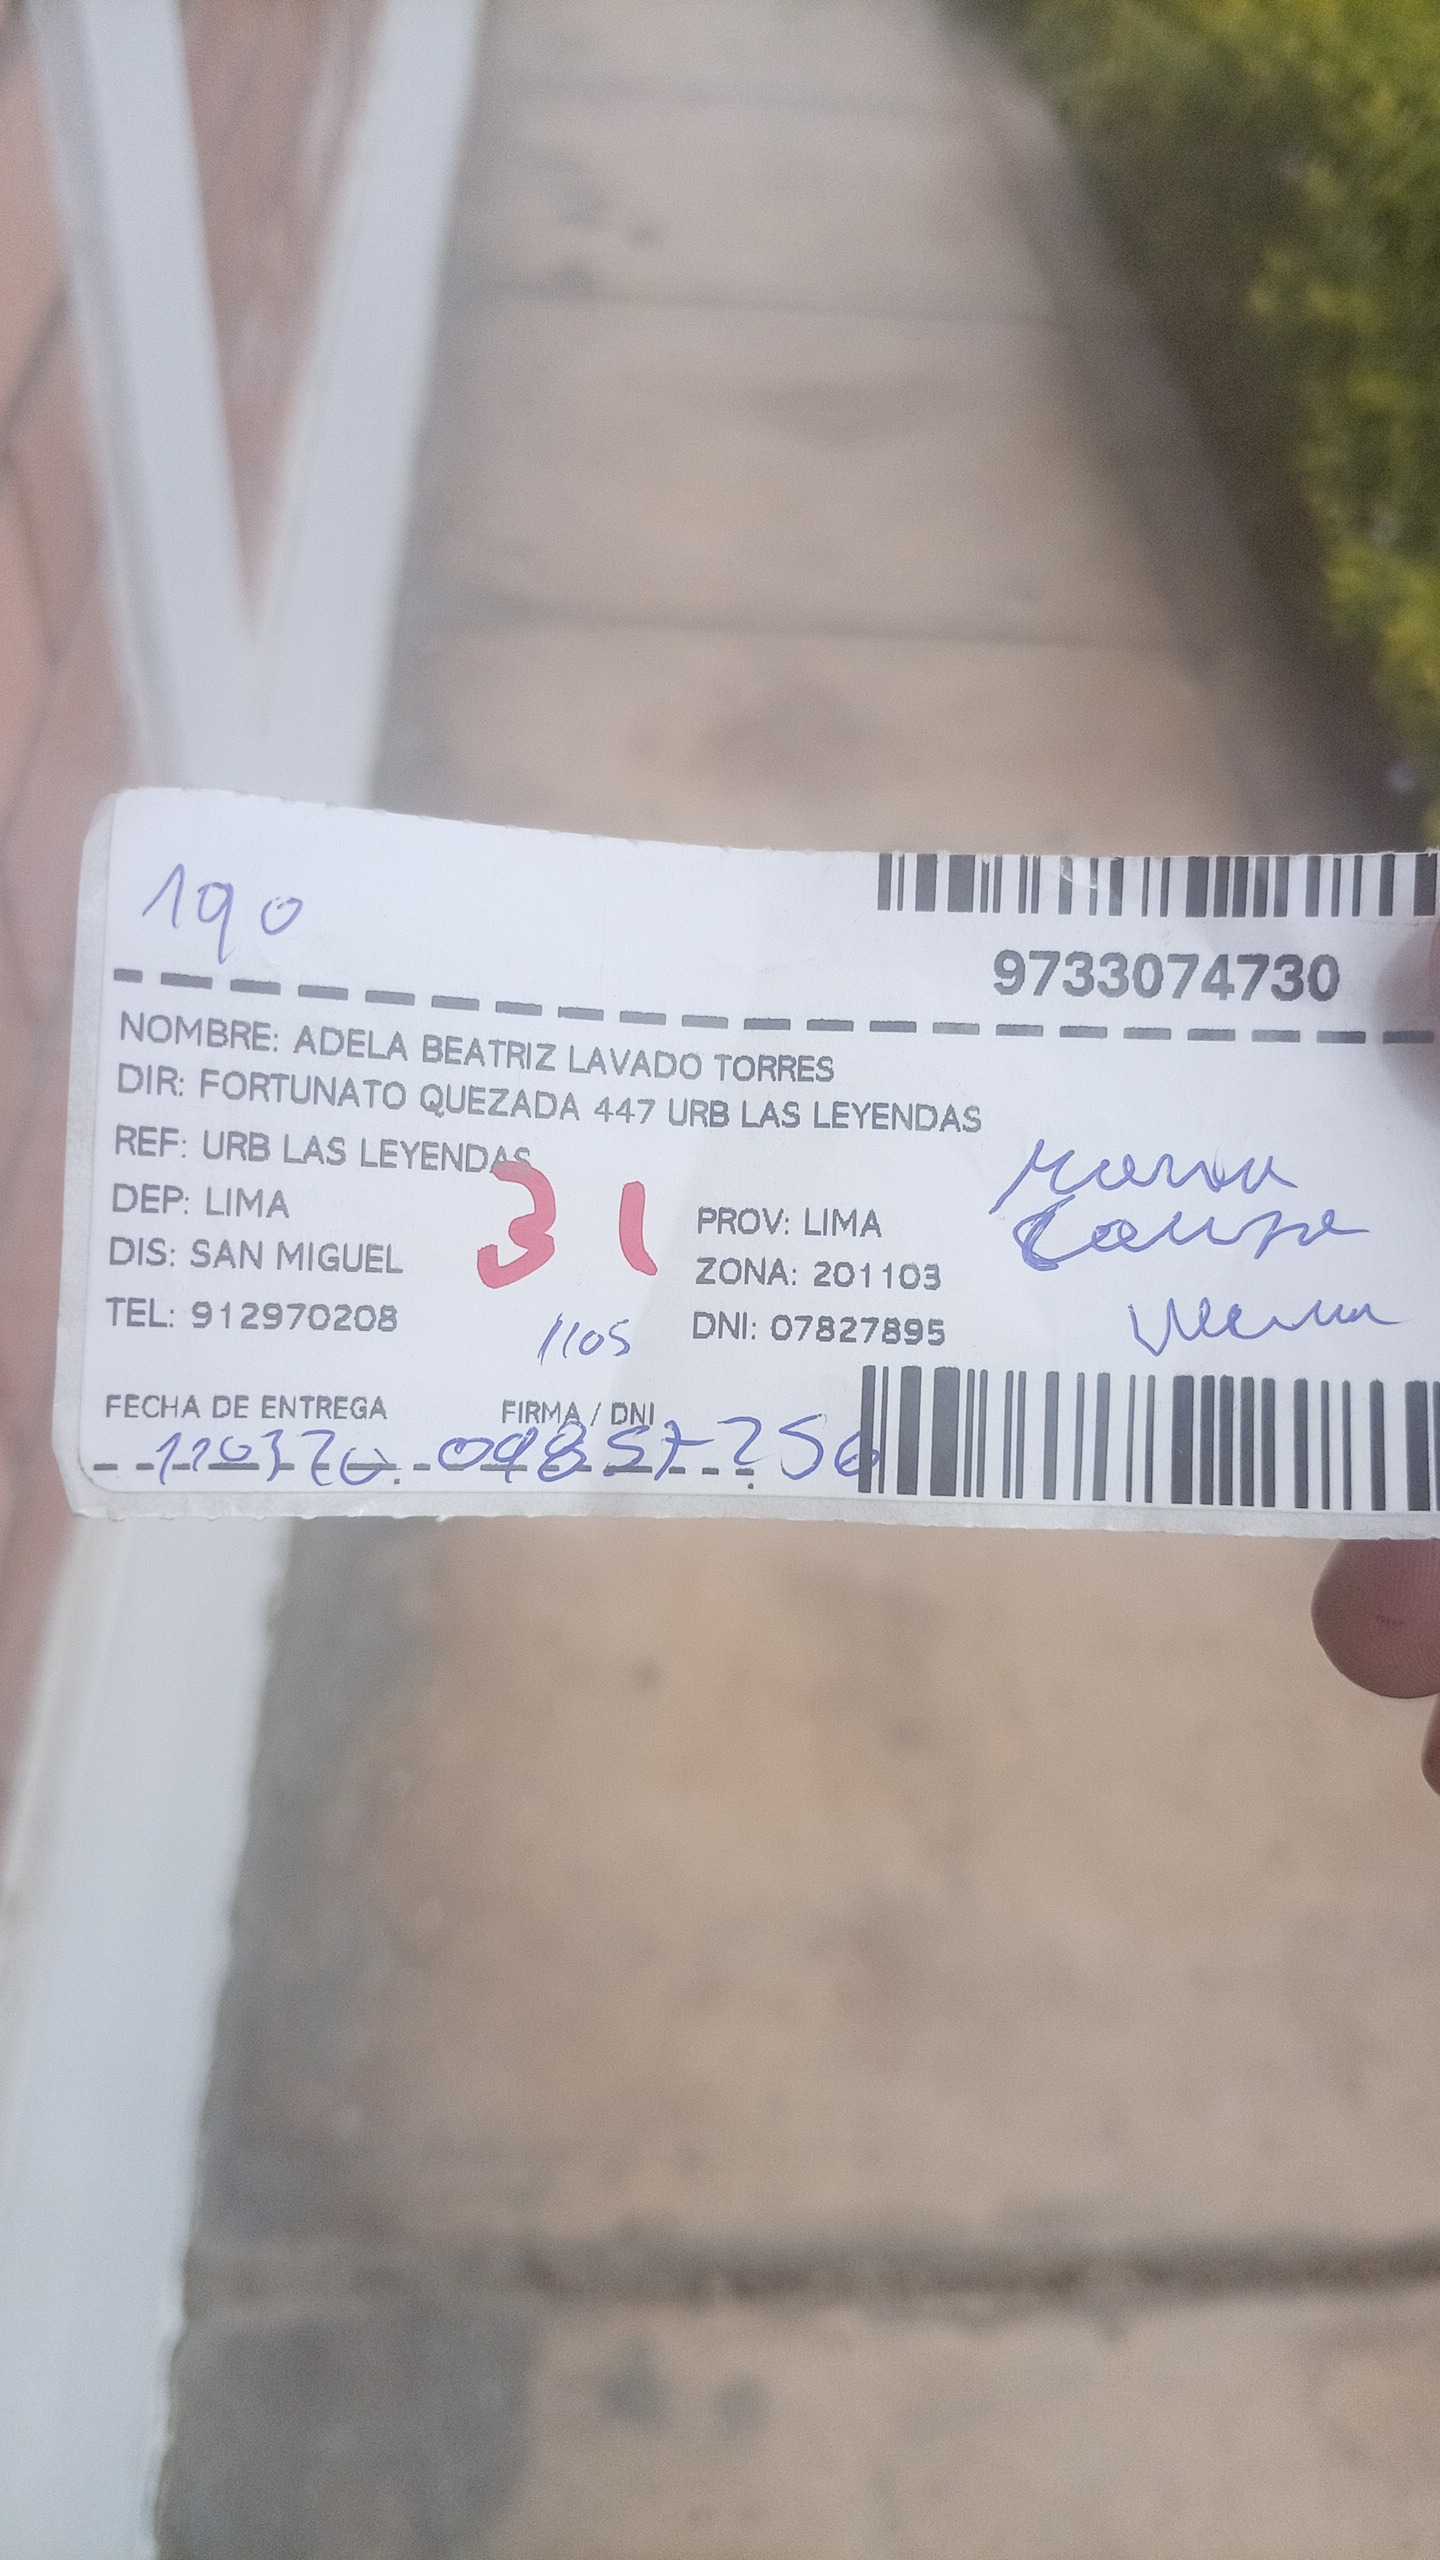 190
9733074730
NOMBRE: ADELA BEATRIZ LAVADO TORRES
DIR: FORTUNATO QUEZADA 447 URB LAS LEYENDAS
REF: URB LAS LEYENDAS
DEP: LIMA
PROV: LIMA
31
DIS: SAN MIGUEL
ZONA: 201103
TEL: 912970208
DNI: 07827895
1105
FECHA DE ENTREGA
FIRMA / DNI